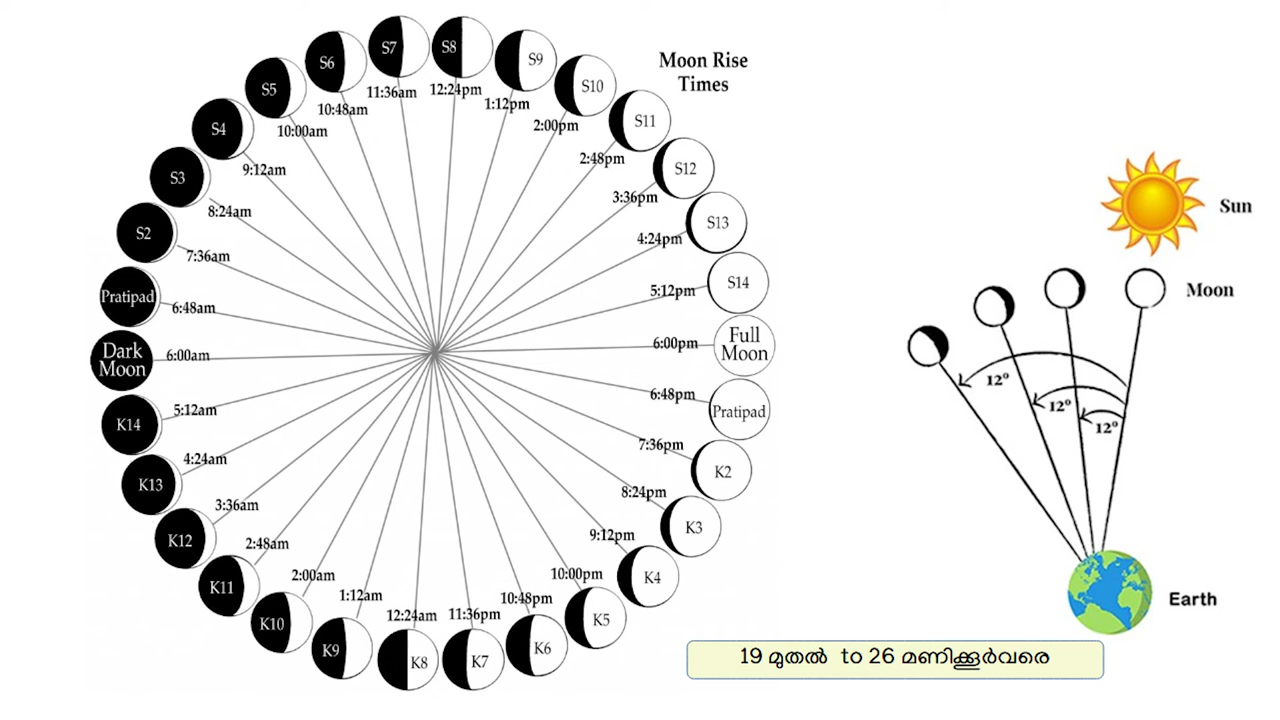 Moon Rise
Times
S7
S8
S6
S9
S5
S10
S4
S11
S3
S12
S2
S13
Pratipad
S14
Dark
Moon
Full
Moon
K14
Pratipad
K13
K2
K12
K3
K11
K4
K10
K5
K9
K6
K8
K7
11:36am
12:24pm
10:48am
1:12pm
10:00am
2:00pm
9:12am
2:48pm
8:24am
3:36pm
7:36am
4:24pm
6:48am
5:12pm
6:00am
6:00pm
5:12am
6:48pm
4:24am
7:36pm
3:36am
8:24pm
2:48am
9:12pm
2:00am
10:00pm
1:12am
10:48pm
12:24am
11:36pm
Sun
Moon
12°
12°
12°
Earth
19 മുതൽ to 26 മണിക്കൂർവരെ